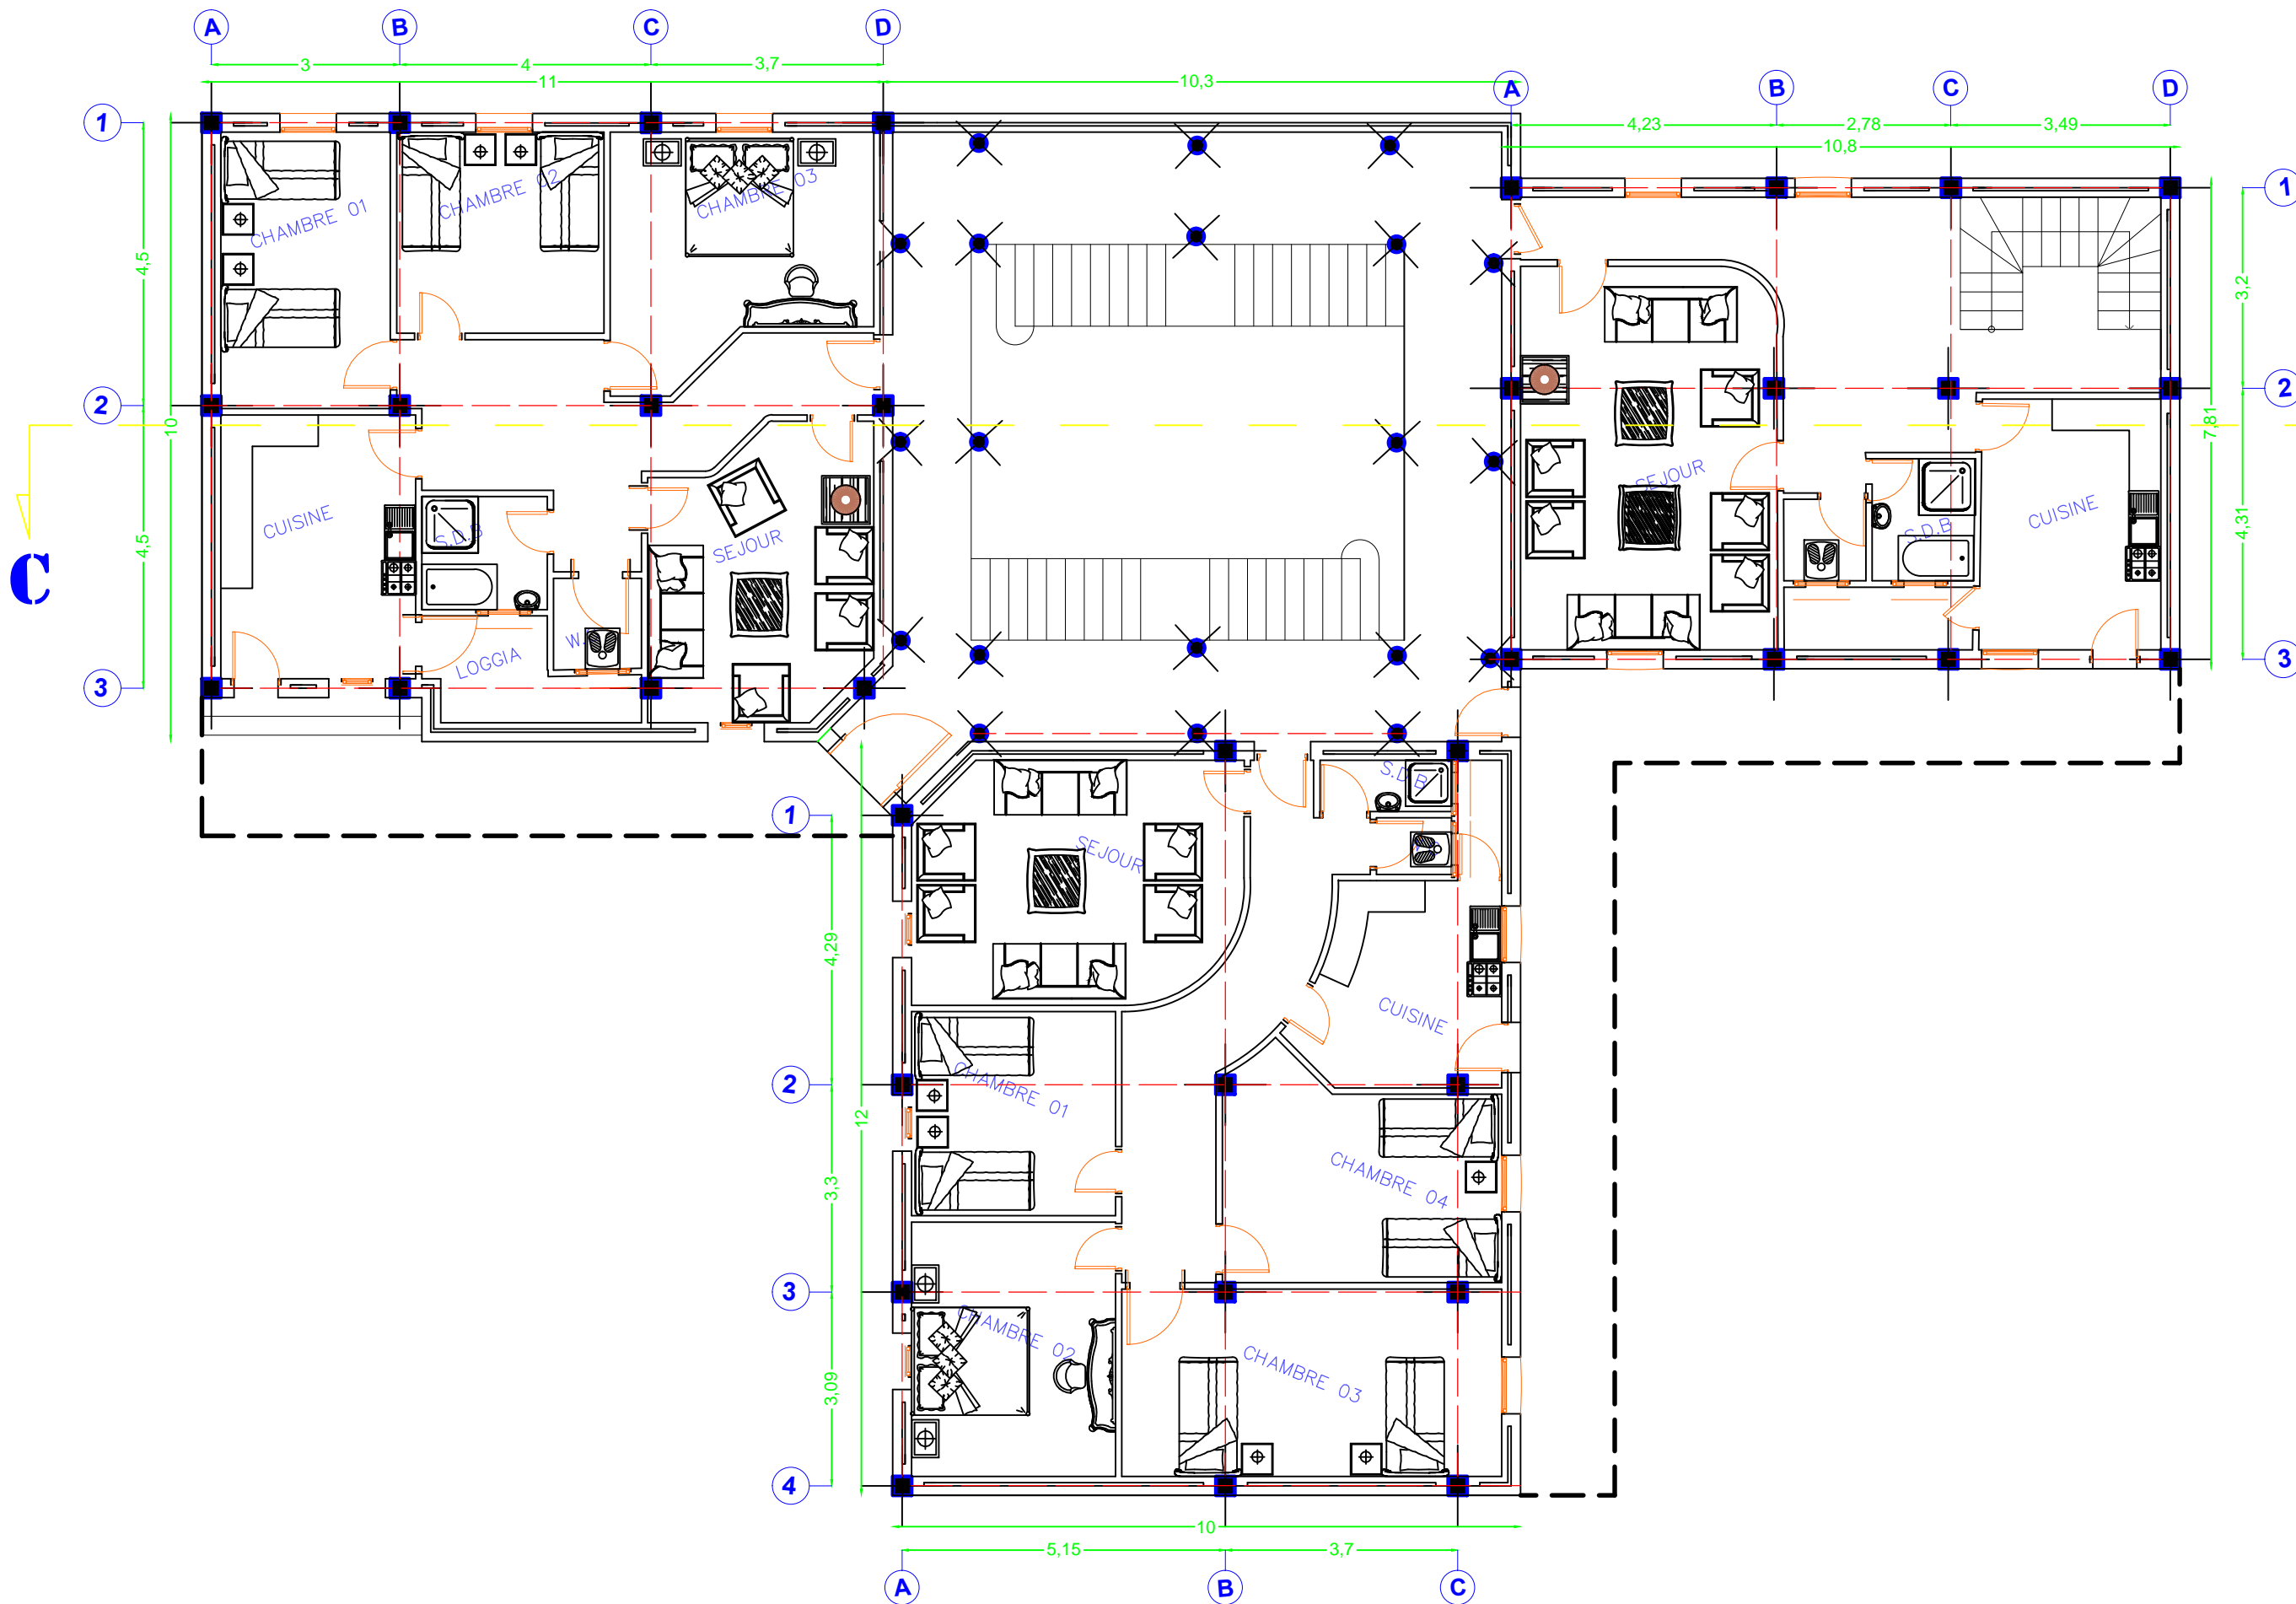 A B C D
3 4 3,7
11 10,3
A B C D
4,23 2,78 3,49
10,8
1
1
CHAMBRE 01
CHAMBRE 02
CHAMBRE 03
4,5
3,2
2
2
10
7,81
SEJOUR
CUISINE
S.D.B
SEJOUR
S.D.B
CUISINE
4,5
4,31
C
LOGGIA
W.
3
3
S.D.B
1
SEJOUR
4,29
CUISINE
2
CHAMBRE 01
12
CHAMBRE 04
3,3
3
CHAMBRE 02
CHAMBRE 03
3,09
4
10
5,15 3,7
A B C